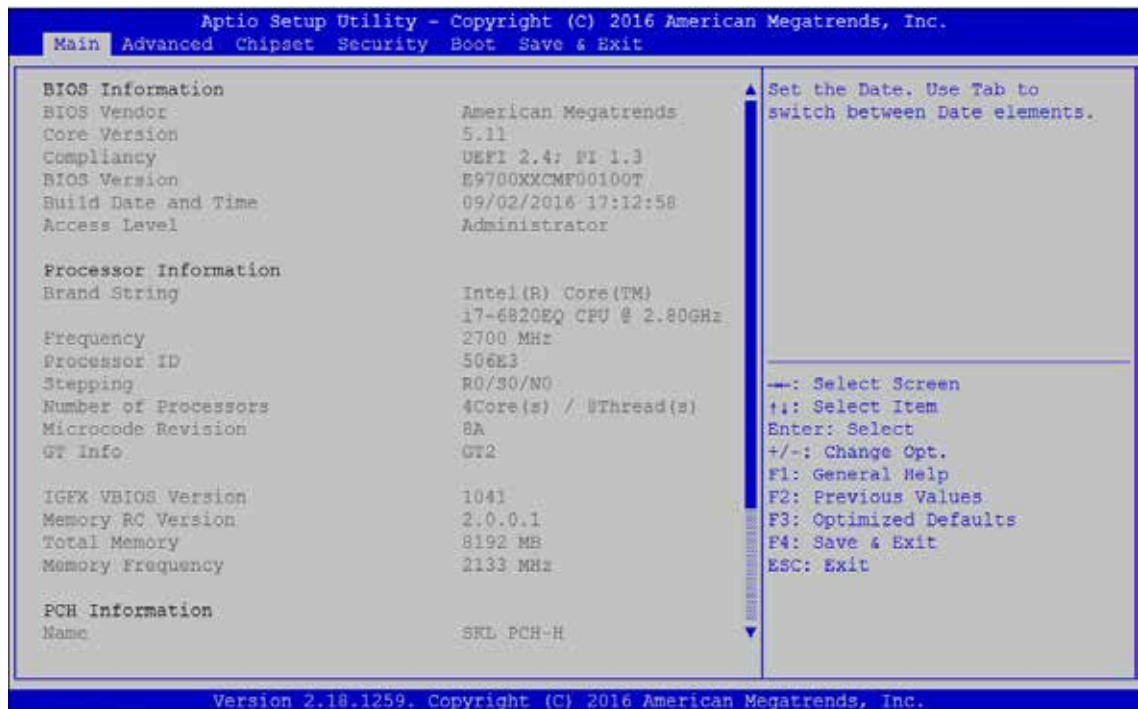 Aptio Setup Utility – Copyright (C) 2016 American Megatrends, Inc.
Main Advanced Chipset Security Boot Save & Exit
BIOS Information
BIOS Vendor American Megatrends
Core Version 5.11
Compliancy UEFI 2.4; PI 1.3
BIOS Version E9700XXCMF00100T
Build Date and Time 09/02/2016 17:12:58
Access Level Administrator
Processor Information
Brand String Intel(R) Core(TM)
i7-6820EQ CPU @ 2.80GHz
Frequency 2700 MHz
Processor ID 506E3
Stepping R0/S0/N0
Number of Processors 4Core(s) / 8Thread(s)
Microcode Revision 8A
GT Info GT2
IGFX VBIOS Version 1041
Memory RC Version 2.0.0.1
Total Memory 8192 MB
Memory Frequency 2133 MHz
PCH Information
Name SKL PCH-H
Set the Date. Use Tab to
switch between Date elements.
→←: Select Screen
↑↓: Select Item
Enter: Select
+/-: Change Opt.
F1: General Help
F2: Previous Values
F3: Optimized Defaults
F4: Save & Exit
ESC: Exit
Version 2.18.1259. Copyright (C) 2016 American Megatrends, Inc.